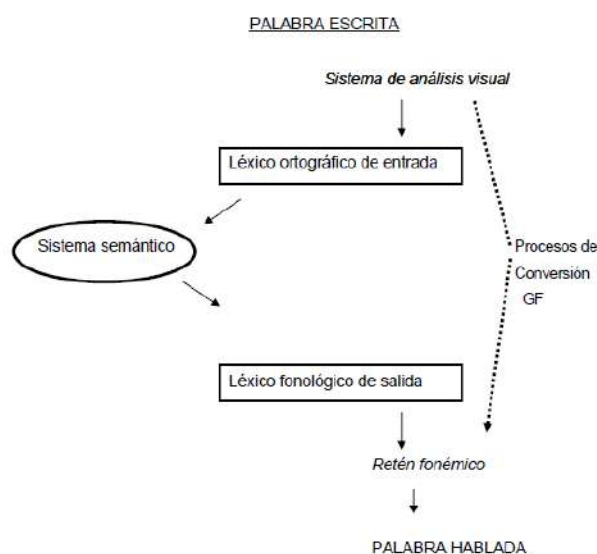 PALABRA ESCRITA
Sistema de análisis visual
Léxico ortográfico de entrada
Sistema semántico
Procesos de
Conversión
GF
Léxico fonológico de salida
Retén fonémico
PALABRA HABLADA